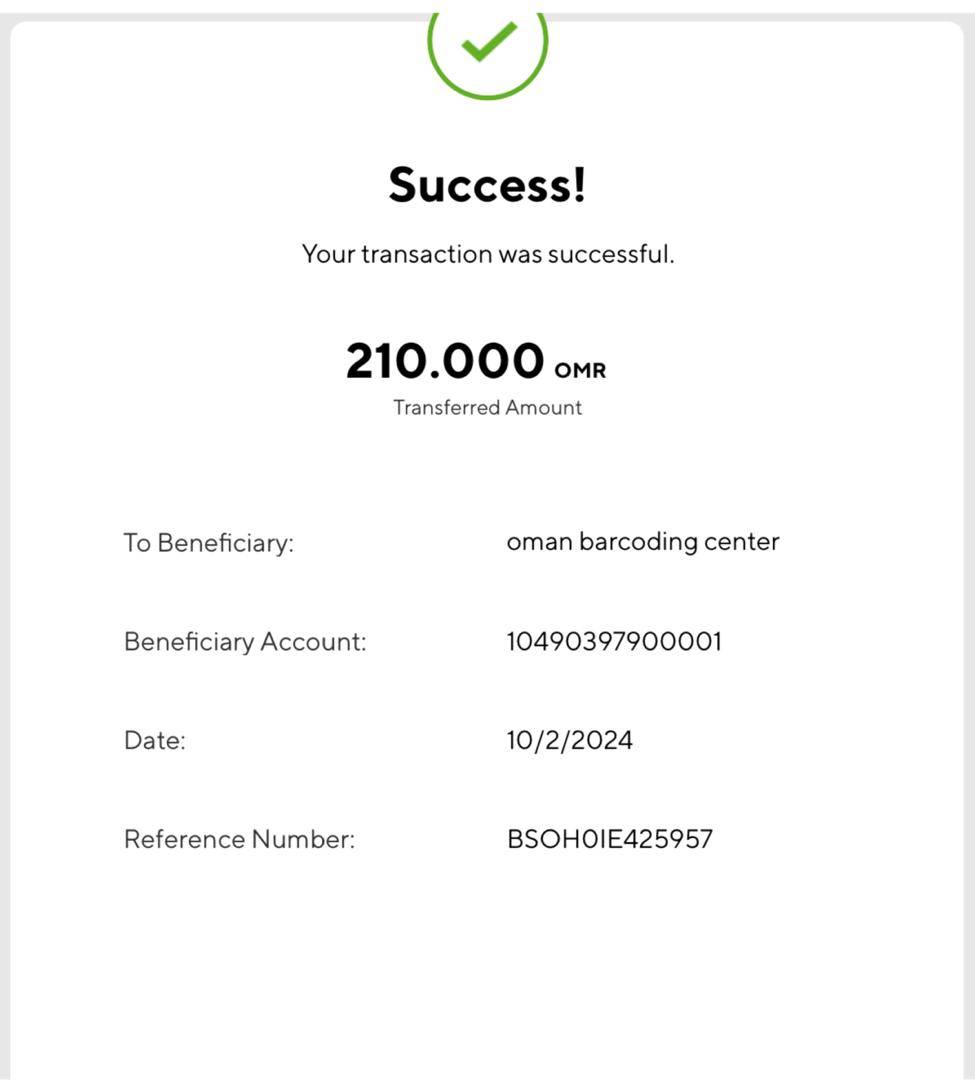 Success!
Your transaction was successful.
210.000 OMR
Transferred Amount
To Beneficiary: oman barcoding center
Beneficiary Account: 10490397900001
Date: 10/2/2024
Reference Number: BSOH0IE425957